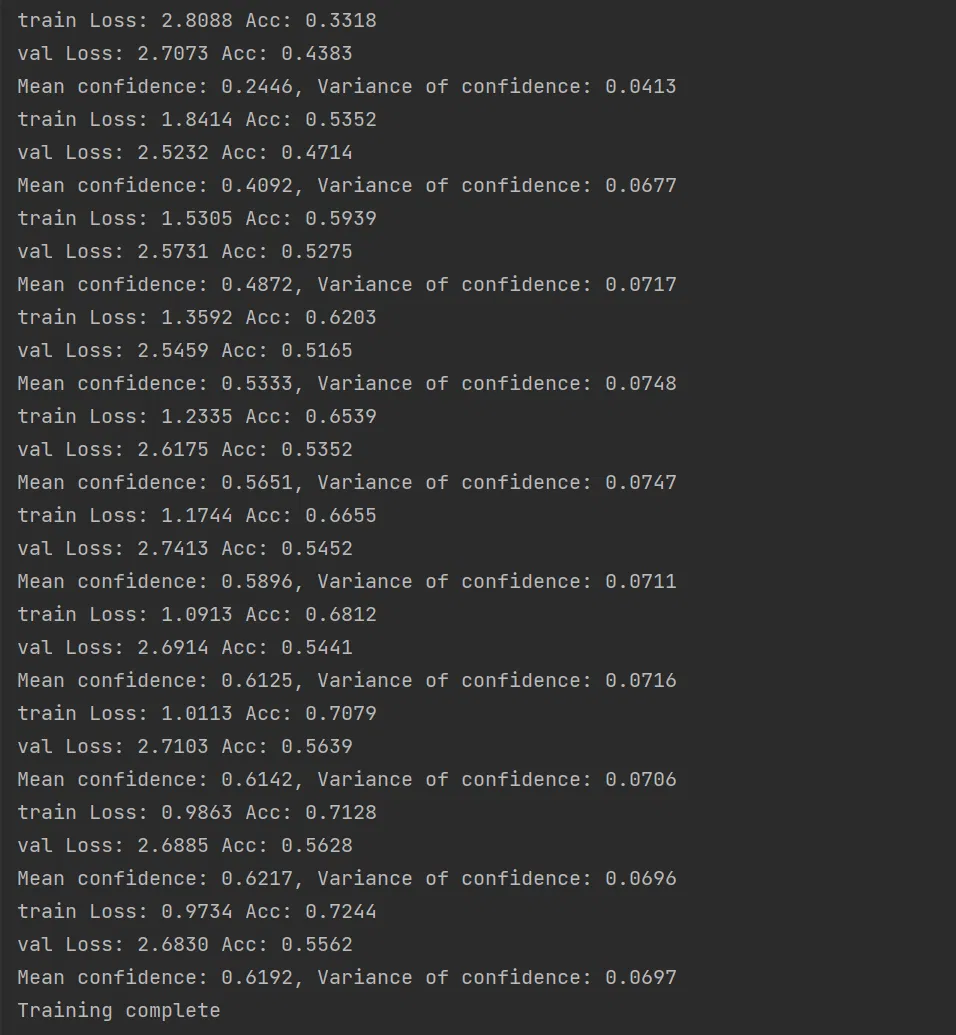 train Loss: 2.8088 Acc: 0.3318
val Loss: 2.7073 Acc: 0.4383
Mean confidence: 0.2446, Variance of confidence: 0.0413
train Loss: 1.8414 Acc: 0.5352
val Loss: 2.5232 Acc: 0.4714
Mean confidence: 0.4092, Variance of confidence: 0.0677
train Loss: 1.5305 Acc: 0.5939
val Loss: 2.5731 Acc: 0.5275
Mean confidence: 0.4872, Variance of confidence: 0.0717
train Loss: 1.3592 Acc: 0.6203
val Loss: 2.5459 Acc: 0.5165
Mean confidence: 0.5333, Variance of confidence: 0.0748
train Loss: 1.2335 Acc: 0.6539
val Loss: 2.6175 Acc: 0.5352
Mean confidence: 0.5651, Variance of confidence: 0.0747
train Loss: 1.1744 Acc: 0.6655
val Loss: 2.7413 Acc: 0.5452
Mean confidence: 0.5896, Variance of confidence: 0.0711
train Loss: 1.0913 Acc: 0.6812
val Loss: 2.6914 Acc: 0.5441
Mean confidence: 0.6125, Variance of confidence: 0.0716
train Loss: 1.0113 Acc: 0.7079
val Loss: 2.7103 Acc: 0.5639
Mean confidence: 0.6142, Variance of confidence: 0.0706
train Loss: 0.9863 Acc: 0.7128
val Loss: 2.6885 Acc: 0.5628
Mean confidence: 0.6217, Variance of confidence: 0.0696
train Loss: 0.9734 Acc: 0.7244
val Loss: 2.6830 Acc: 0.5562
Mean confidence: 0.6192, Variance of confidence: 0.0697
Training complete